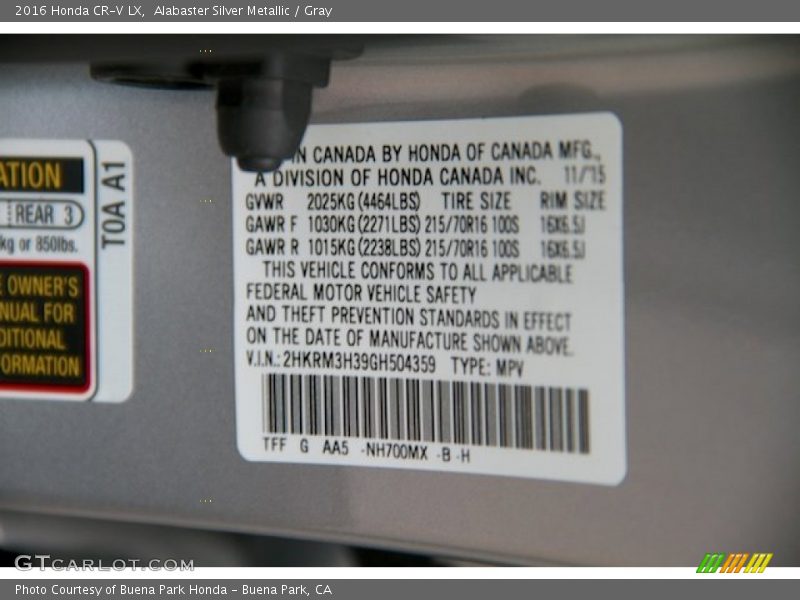 2016 Honda CR-V LX, Alabaster Silver Metallic / Gray
ATION
REAR 3
kg or 850lbs.
E OWNER'S
NUAL FOR
DITIONAL
ORMATION
T0A A1
IN CANADA BY HONDA OF CANADA MFG.,
A DIVISION OF HONDA CANADA INC. 11/15
GVWR 2025KG (4464LBS) TIRE SIZE RIM SIZE
GAWR F 1030KG (2271LBS) 215/70R16 100S 16X6.5J
GAWR R 1015KG (2238LBS) 215/70R16 100S 16X6.5J
THIS VEHICLE CONFORMS TO ALL APPLICABLE
FEDERAL MOTOR VEHICLE SAFETY
AND THEFT PREVENTION STANDARDS IN EFFECT
ON THE DATE OF MANUFACTURE SHOWN ABOVE.
V.I.N.: 2HKRM3H39GH504359 TYPE: MPV
TFF G AA5 -NH700MX -B -H
GTCARLOT.COM
Photo Courtesy of Buena Park Honda - Buena Park, CA